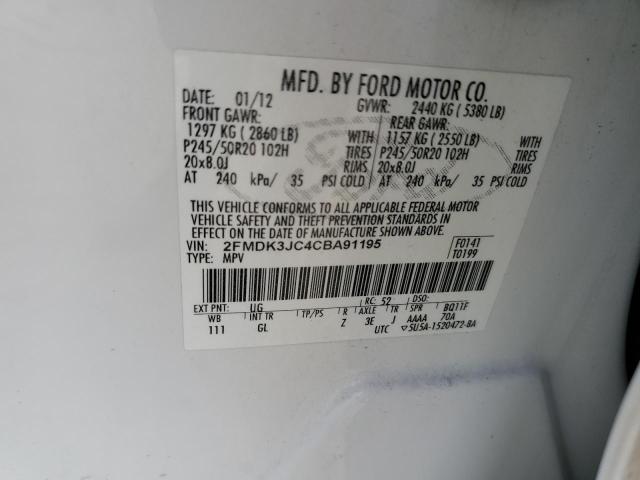 MFD. BY FORD MOTOR CO.
DATE: 01/12 GVWR: 2440 KG ( 5380 LB)
FRONT GAWR: REAR GAWR:
1297 KG ( 2860 LB) WITH 1157 KG ( 2550 LB) WITH
P245/50R20 102H TIRES P245/50R20 102H TIRES
20x8.0J RIMS 20x8.0J RIMS
AT 240 kPa/ 35 PSI COLD AT 240 kPa/ 35 PSI COLD
THIS VEHICLE CONFORMS TO ALL APPLICABLE FEDERAL MOTOR
VEHICLE SAFETY AND THEFT PREVENTION STANDARDS IN
EFFECT ON THE DATE OF MANUFACTURE SHOWN ABOVE.
VIN: 2FMDK3JC4CBA91195 F0141
TYPE: MPV T0199
EXT PNT: UG RC: 52 DSO:
WB INT TR TP/PS R AXLE TR SPR BQ11F
111 GL Z 3E J AAAA 70A
UTC ▽5U5A-1520472-BA